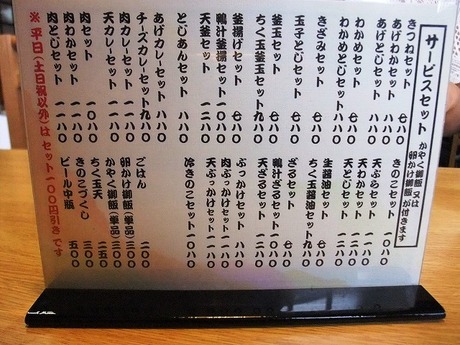 サービスセット
かやく御飯又は
卵かけ御飯
が付きます
きつねセット 七八〇
あげわかめセット
あげとじセット 八八〇
わかめセット 七八〇
わかめとじセット 八八〇
きざみセット 七八〇
玉子とじセット 七八〇
釜玉セット 七八〇
ちく玉釜玉セット 九八〇
釜揚げセット 七八〇
鴨汁釜揚セット一〇八〇
天釜セット 一二八〇
とじあんセット 八八〇
あげカレーセット 八八〇
チーズカレーセット九八〇
肉カレーセット 一一八〇
天カレーセット 一一八〇
肉セット 一〇八〇
肉わかセット 一一八〇
肉とじセット 一一八〇
きのこセット 一〇八〇
天ぷらセット 一一八〇
天わかセット 一一八〇
天とじセット 一二八〇
生醤油セット 七八〇
ちく玉醤油セット 九八〇
ざるセット 七八〇
鴨汁ざるセット 一〇八〇
天ざるセット 一二八〇
ぶっかけセット 八八〇
肉ぶっかけセット 一一八〇
天ぶっかけセット 一二八〇
冷きのこセット一〇八〇
ごはん 二〇〇
卵かけ御飯(単品) 三〇〇
かやく御飯(単品) 三〇〇
ちく玉天 二五〇
きのこづくし 三〇〇
ビール中瓶 五〇〇
※平日(土日祝以外)はセット一〇〇円引きです